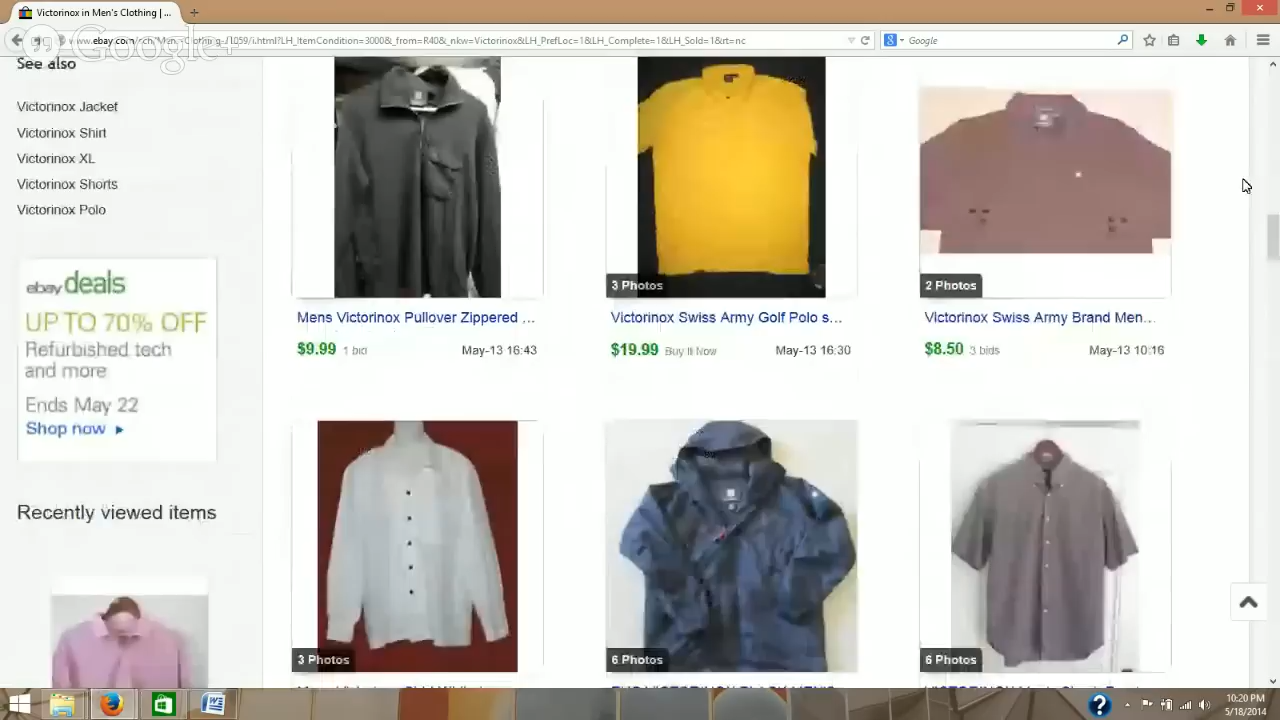 Victorinox in Men's Clothing | ...
Google+
www.ebay.com/sch/Mens-Clothing-/1059/i.html?LH_ItemCondition=3000&_from=R40&_nkw=Victorinox&LH_PrefLoc=1&LH_Complete=1&LH_Sold=1&rt=nc
Google
See also
Victorinox Jacket
Victorinox Shirt
Victorinox XL
Victorinox Shorts
Victorinox Polo
ebay deals
UP TO 70% OFF
Refurbished tech
and more
Ends May 22
Shop now
Recently viewed items
Mens Victorinox Pullover Zippered ...
$9.99 1 bid May-13 16:43
3 Photos
Victorinox Swiss Army Golf Polo s...
$19.99 Buy It Now May-13 16:30
2 Photos
Victorinox Swiss Army Brand Men...
$8.50 3 bids May-13 10:16
3 Photos
6 Photos
6 Photos
10:20 PM
5/18/2014